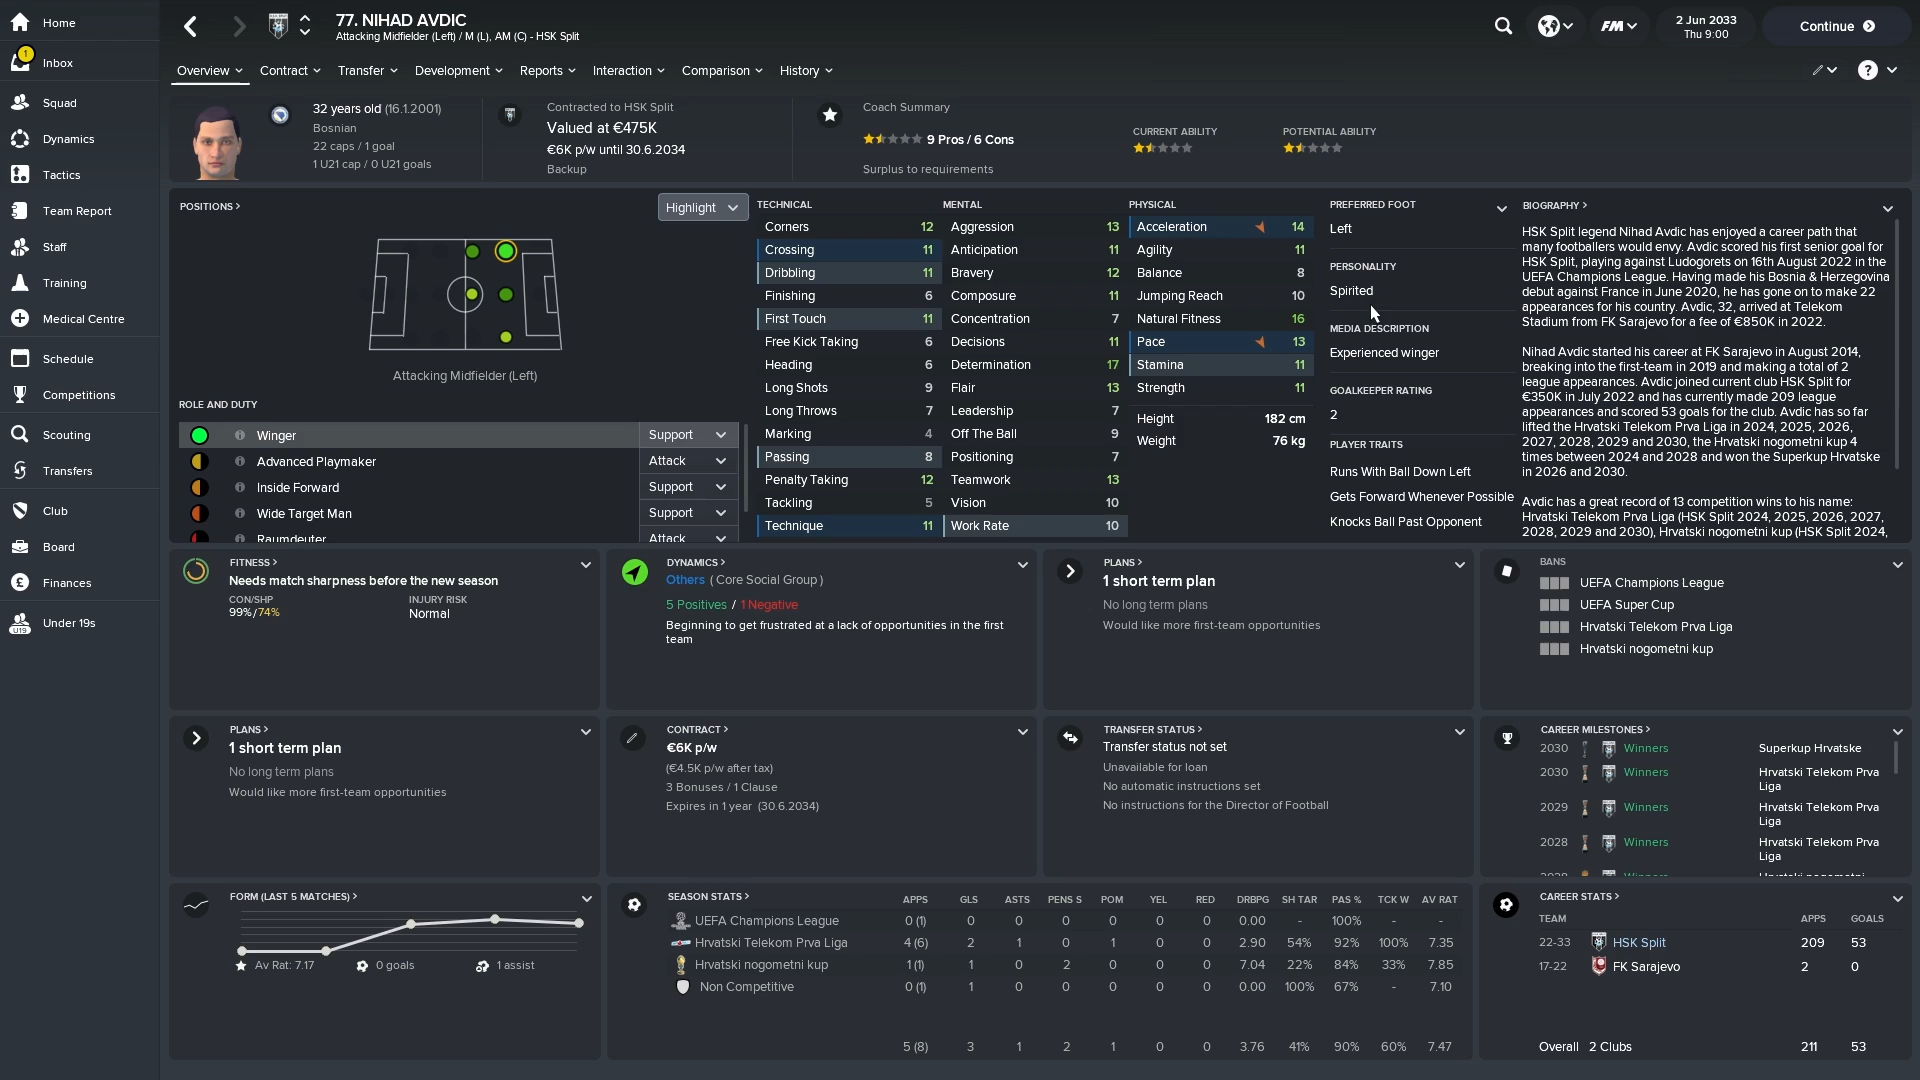 Home
1
Inbox
Squad
Dynamics
Tactics
Team Report
Staff
Training
Medical Centre
Schedule
Competitions
Scouting
Transfers
Club
Board
Finances
U19
Under 19s
77. NIHAD AVDIC
Attacking Midfielder (Left) / M (L), AM (C) - HSK Split
FM
2 Jun 2033
Thu 9:00
Continue
Overview
Contract
Transfer
Development
Reports
Interaction
Comparison
History
?
32 years old (16.1.2001)
Bosnian
22 caps / 1 goal
1 U21 cap / 0 U21 goals
Contracted to HSK Split
Valued at €475K
€6K p/w until 30.6.2034
Backup
Coach Summary
9 Pros / 6 Cons
Surplus to requirements
CURRENT ABILITY
POTENTIAL ABILITY
POSITIONS >
Highlight
Attacking Midfielder (Left)
ROLE AND DUTY
Winger Support
Advanced Playmaker Attack
Inside Forward Support
Wide Target Man Support
Raumdeuter Attack
TECHNICAL
Corners 12
Crossing 11
Dribbling 11
Finishing 6
First Touch 11
Free Kick Taking 6
Heading 6
Long Shots 9
Long Throws 7
Marking 4
Passing 8
Penalty Taking 12
Tackling 5
Technique 11
MENTAL
Aggression 13
Anticipation 11
Bravery 12
Composure 11
Concentration 7
Decisions 11
Determination 17
Flair 13
Leadership 7
Off The Ball 9
Positioning 7
Teamwork 13
Vision 10
Work Rate 10
PHYSICAL
Acceleration 14
Agility 11
Balance 8
Jumping Reach 10
Natural Fitness 16
Pace 13
Stamina 11
Strength 11
Height 182 cm
Weight 76 kg
PREFERRED FOOT
Left
PERSONALITY
Spirited
MEDIA DESCRIPTION
Experienced winger
GOALKEEPER RATING
2
PLAYER TRAITS
Runs With Ball Down Left
Gets Forward Whenever Possible
Knocks Ball Past Opponent
BIOGRAPHY >
HSK Split legend Nihad Avdic has enjoyed a career path that
many footballers would envy. Avdic scored his first senior goal for
HSK Split, playing against Ludogorets on 16th August 2022 in the
UEFA Champions League. Having made his Bosnia & Herzegovina
debut against France in June 2020, he has gone on to make 22
appearances for his country. Avdic, 32, arrived at Telekom
Stadium from FK Sarajevo for a fee of €850K in 2022.
Nihad Avdic started his career at FK Sarajevo in August 2014,
breaking into the first-team in 2019 and making a total of 2
league appearances. Avdic joined current club HSK Split for
€350K in July 2022 and has currently made 209 league
appearances and scored 53 goals for the club. Avdic has so far
lifted the Hrvatski Telekom Prva Liga in 2024, 2025, 2026,
2027, 2028, 2029 and 2030, the Hrvatski nogometni kup 4
times between 2024 and 2028 and won the Superkup Hrvatske
in 2026 and 2030.
Avdic has a great record of 13 competition wins to his name:
Hrvatski Telekom Prva Liga (HSK Split 2024, 2025, 2026, 2027,
2028, 2029 and 2030), Hrvatski nogometni kup (HSK Split 2024,
FITNESS >
Needs match sharpness before the new season
CON/SHP
99%/74%
INJURY RISK
Normal
DYNAMICS >
Others ( Core Social Group )
5 Positives / 1 Negative
Beginning to get frustrated at a lack of opportunities in the first
team
PLANS >
1 short term plan
No long term plans
Would like more first-team opportunities
BANS
UEFA Champions League
UEFA Super Cup
Hrvatski Telekom Prva Liga
Hrvatski nogometni kup
PLANS >
1 short term plan
No long term plans
Would like more first-team opportunities
CONTRACT >
€6K p/w
(€4.5K p/w after tax)
3 Bonuses / 1 Clause
Expires in 1 year (30.6.2034)
TRANSFER STATUS >
Transfer status not set
Unavailable for loan
No automatic instructions set
No instructions for the Director of Football
CAREER MILESTONES >
2030 Winners Superkup Hrvatske
2030 Winners Hrvatski Telekom Prva
Liga
2029 Winners Hrvatski Telekom Prva
Liga
2028 Winners Hrvatski Telekom Prva
Liga
2028 Winners Hrvatski nogometni
FORM (LAST 5 MATCHES) >
Av Rat: 7.17
0 goals
1 assist
SEASON STATS > APPS GLS ASTS PENS S POM YEL RED DRBPG SH TAR PAS % TCK W AV RAT
UEFA Champions League 0 (1) 0 0 0 0 0 0 0.00 - 100% - -
Hrvatski Telekom Prva Liga 4 (6) 2 1 0 1 0 0 2.90 54% 92% 100% 7.35
Hrvatski nogometni kup 1 (1) 1 0 2 0 0 0 7.04 22% 84% 33% 7.85
Non Competitive 0 (1) 1 0 0 0 0 0 0.00 100% 67% - 7.10
5 (8) 3 1 2 1 0 0 3.76 41% 90% 60% 7.47
CAREER STATS >
TEAM APPS GOALS
22-33 HSK Split 209 53
17-22 FK Sarajevo 2 0
Overall 2 Clubs 211 53